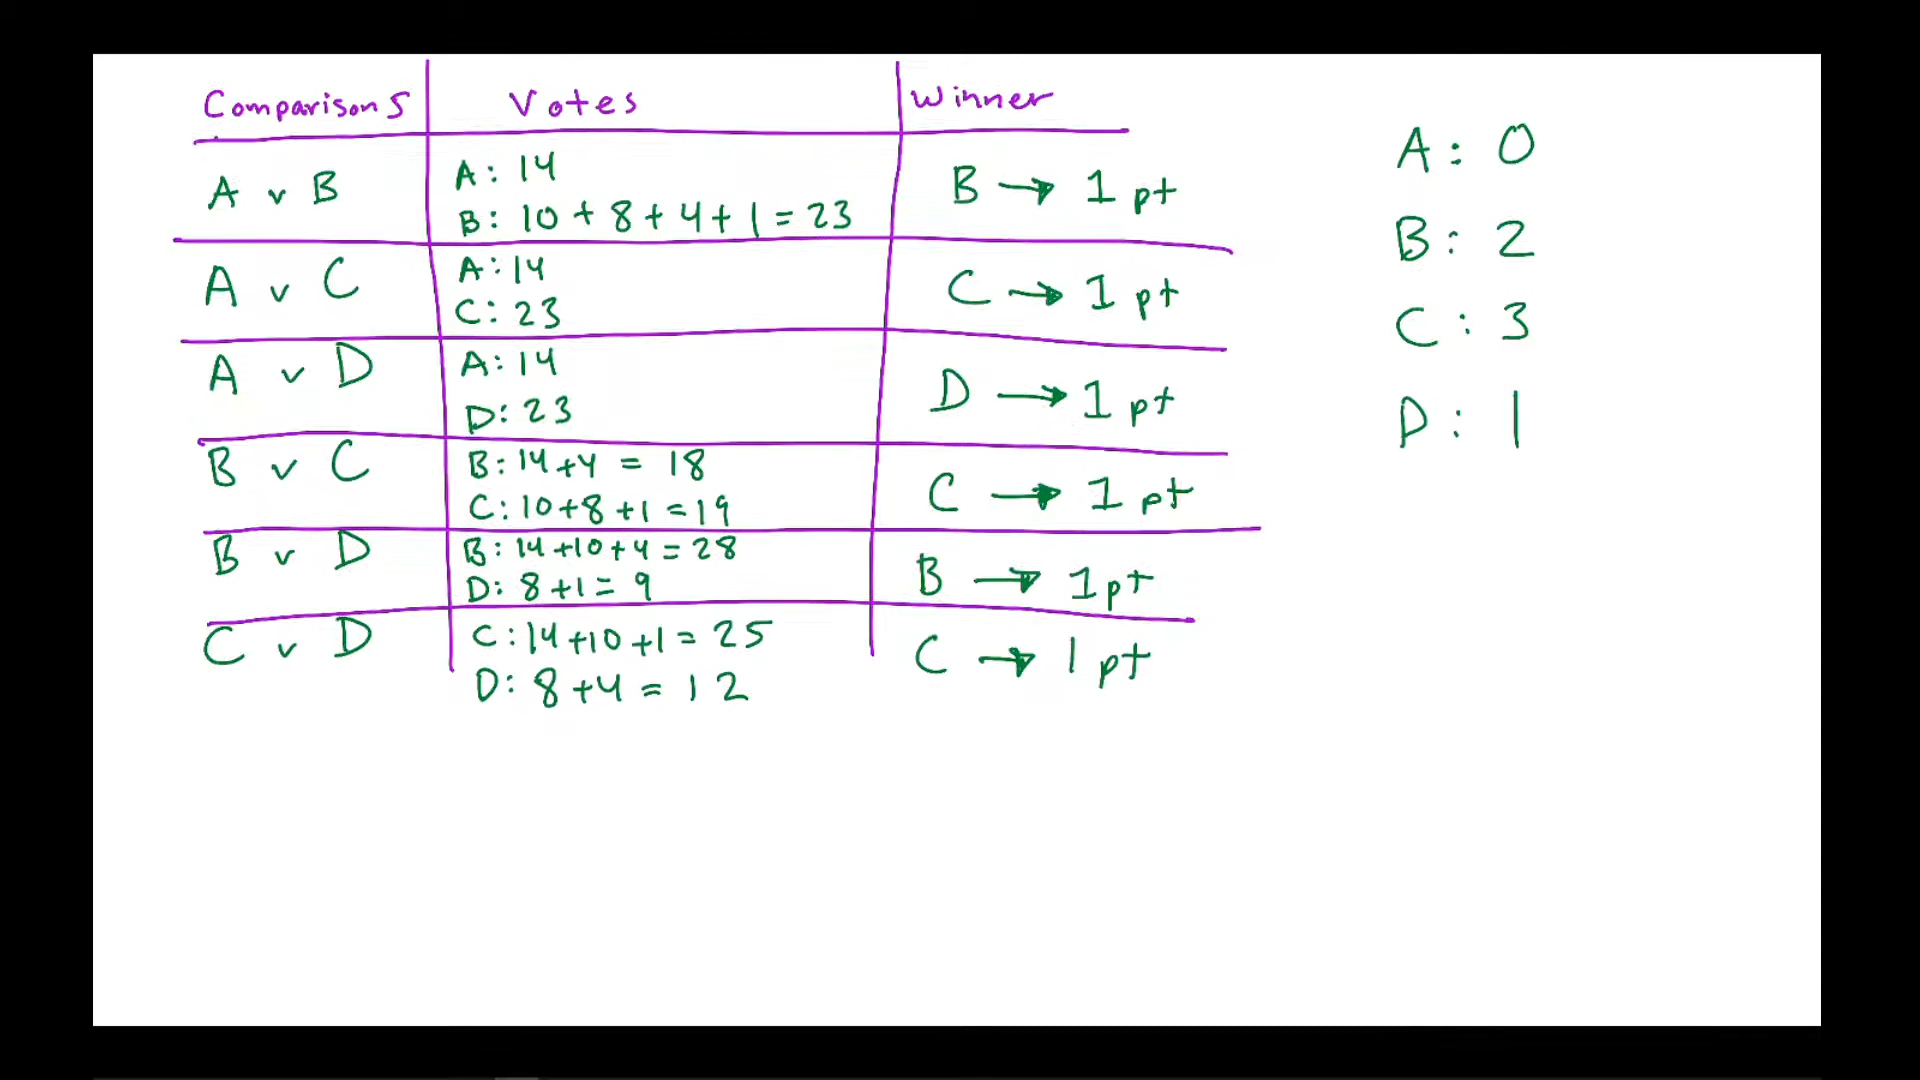 Comparisons Votes Winner
A v B
A: 14
B: 10 + 8 + 4 + 1 = 23
B → 1 pt
A v C
A: 14
C: 23
C → 1 pt
A v D
A: 14
D: 23
D → 1 pt
B v C
B: 14 + 4 = 18
C: 10 + 8 + 1 = 19
C → 1 pt
B v D
B: 14 + 10 + 4 = 28
D: 8 + 1 = 9
B → 1 pt
C v D
C: 14 + 10 + 1 = 25
D: 8 + 4 = 12
C → 1 pt
A: 0
B: 2
C: 3
D: 1